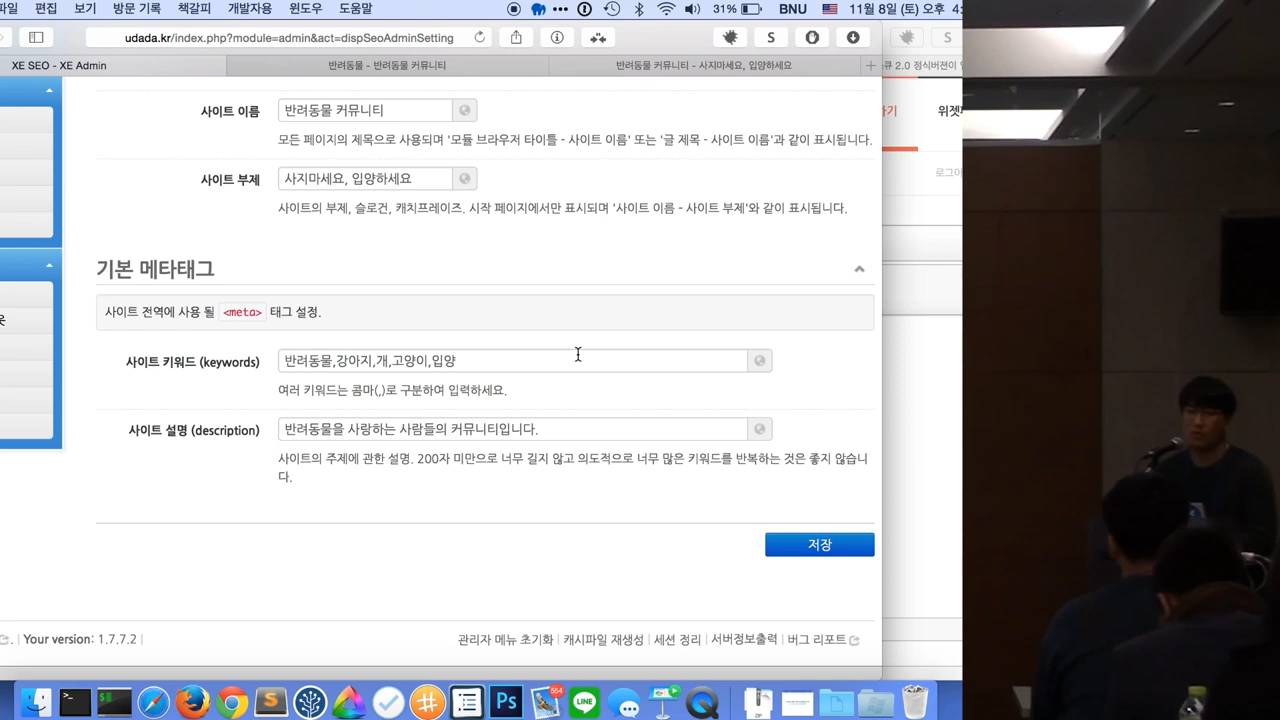 파일 편집 보기 방문 기록 책갈피 개발자용 윈도우 도움말 31% BNU 11월 8일 (토) 오후 4:
udada.kr/index.php?module=admin&act=dispSeoAdminSetting S S
XE SEO - XE Admin 반려동물 - 반려동물 커뮤니티 반려동물 커뮤니티 - 사지마세요, 입양하세요 큐 2.0 정식버전이
사이트 이름 반려동물 커뮤니티 기 위젯
모든 페이지의 제목으로 사용되며 '모듈 브라우저 타이틀 - 사이트 이름' 또는 '글 제목 - 사이트 이름'과 같이 표시됩니다.
로그이
사이트 부제 사지마세요, 입양하세요
사이트의 부제, 슬로건, 캐치프레이즈. 시작 페이지에서만 표시되며 '사이트 이름 - 사이트 부제'와 같이 표시됩니다.
기본 메타태그
사이트 전역에 사용 될 <meta> 태그 설정.
사이트 키워드 (keywords) 반려동물,강아지,개,고양이,입양
여러 키워드는 콤마(,)로 구분하여 입력하세요.
사이트 설명 (description) 반려동물을 사랑하는 사람들의 커뮤니티입니다.
사이트의 주제에 관한 설명. 200자 미만으로 너무 길지 않고 의도적으로 너무 많은 키워드를 반복하는 것은 좋지 않습니
다.
저장
. | Your version: 1.7.7.2 | 관리자 메뉴 초기화 | 캐시파일 재생성 | 세션 정리 | 서버정보출력 | 버그 리포트
S Ps 554 LINE ZIP